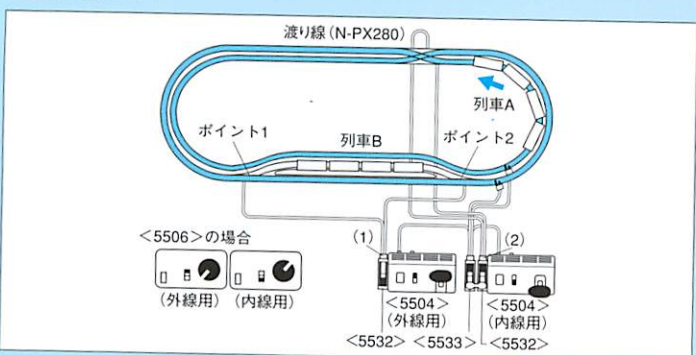 渡り線(N-PX280)
列車A
ポイント1
列車B
ポイント2
<5506>の場合
(1)
(2)
(外線用)
(内線用)
<5504>
(外線用)
<5504>
(内線用)
<5532>
<5533>
<5532>